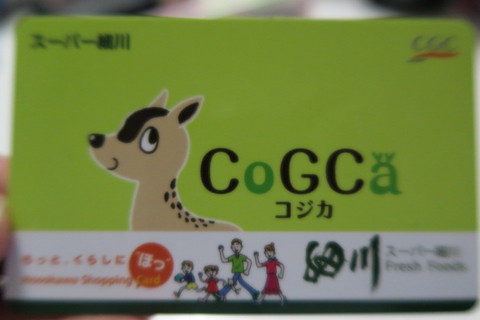 スーパー細川
CGC
CoGCa
コジカ
ほっと、くらしに "ほっ"
Hosokawa Shopping Card
細川 スーパー細川
Fresh Foods